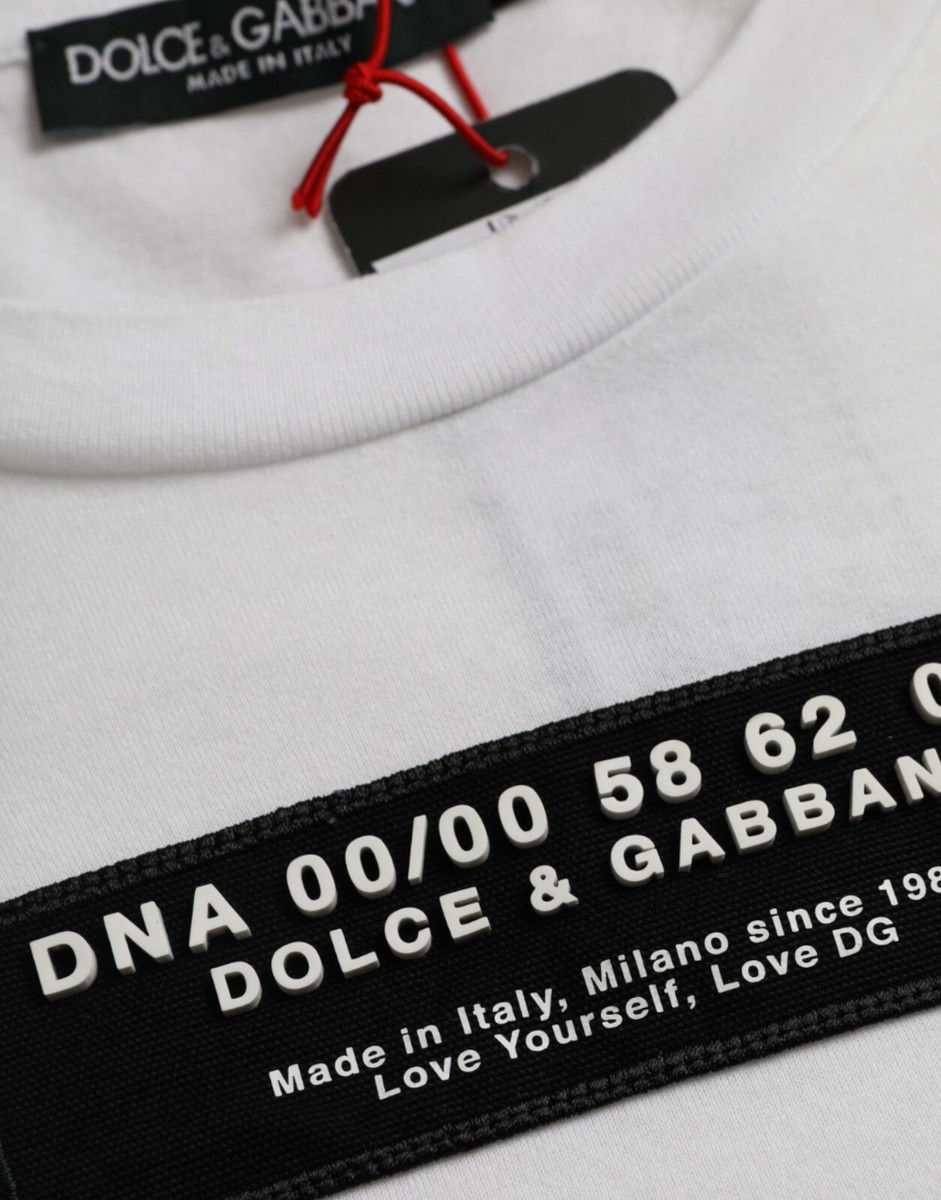 DOLCE & GABBAN
MADE IN ITALY
DNA 00/00 58 62 0
DOLCE & GABBAN
Made in Italy, Milano since 198
Love Yourself, Love DG